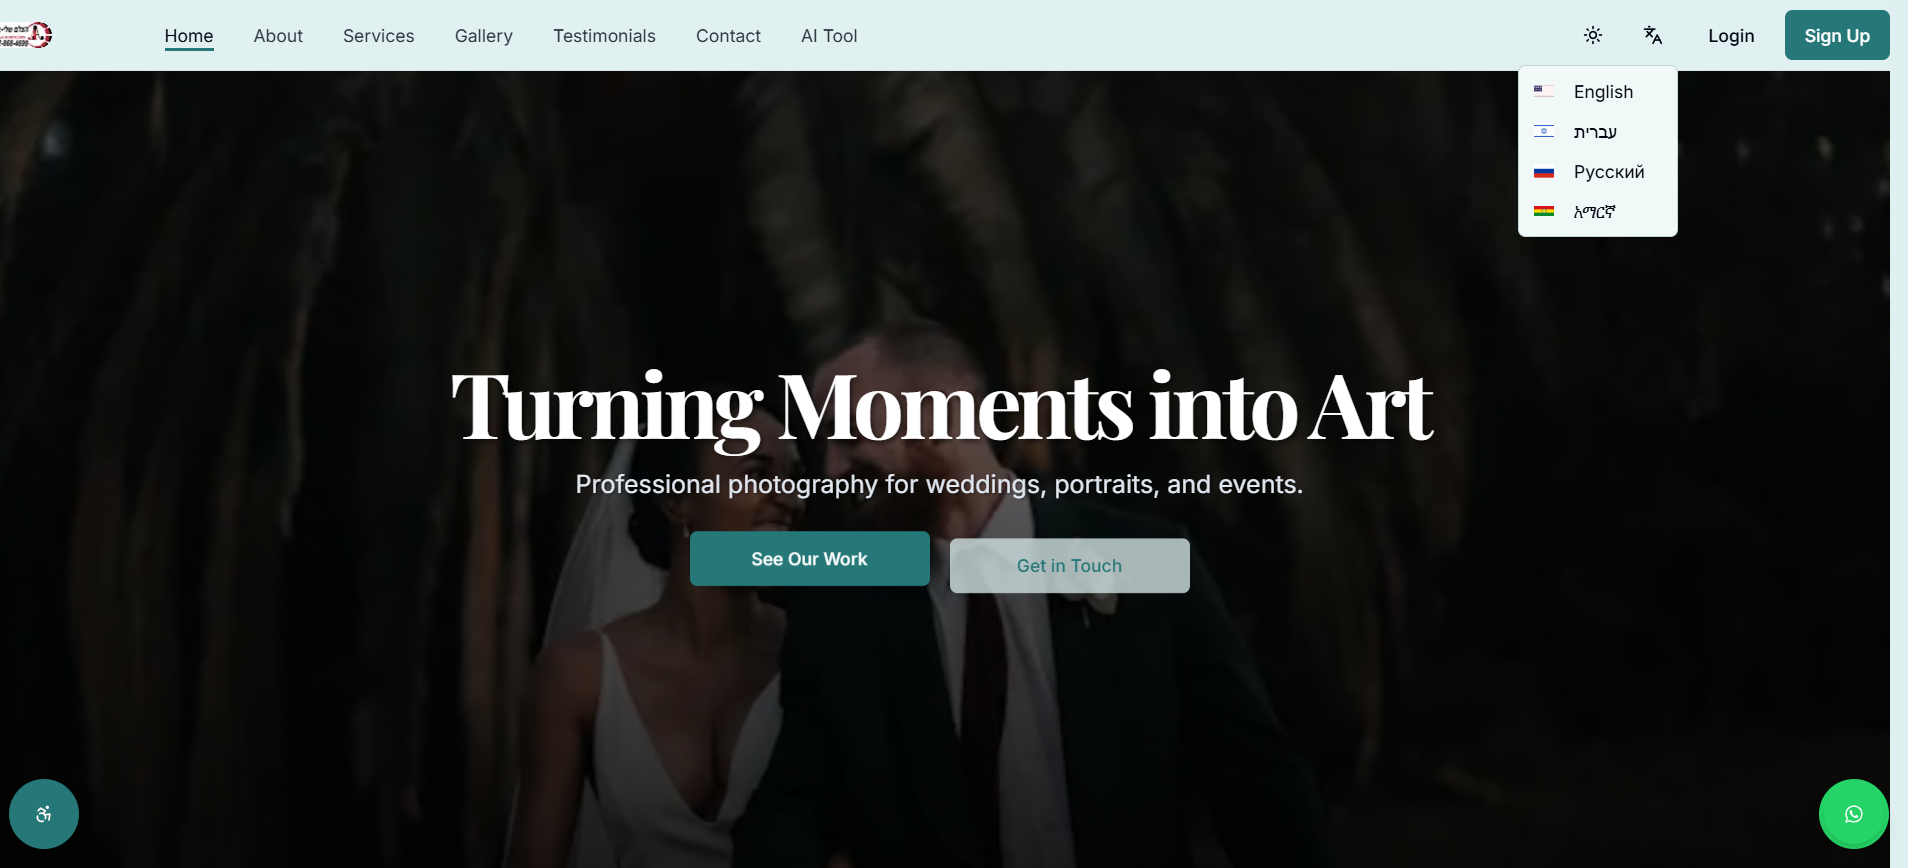 Home
About
Services
Gallery
Testimonials
Contact
AI Tool
Login
Sign Up
English
עברית
Русский
አማርኛ
Turning Moments into Art
Professional photography for weddings, portraits, and events.
See Our Work
Get in Touch